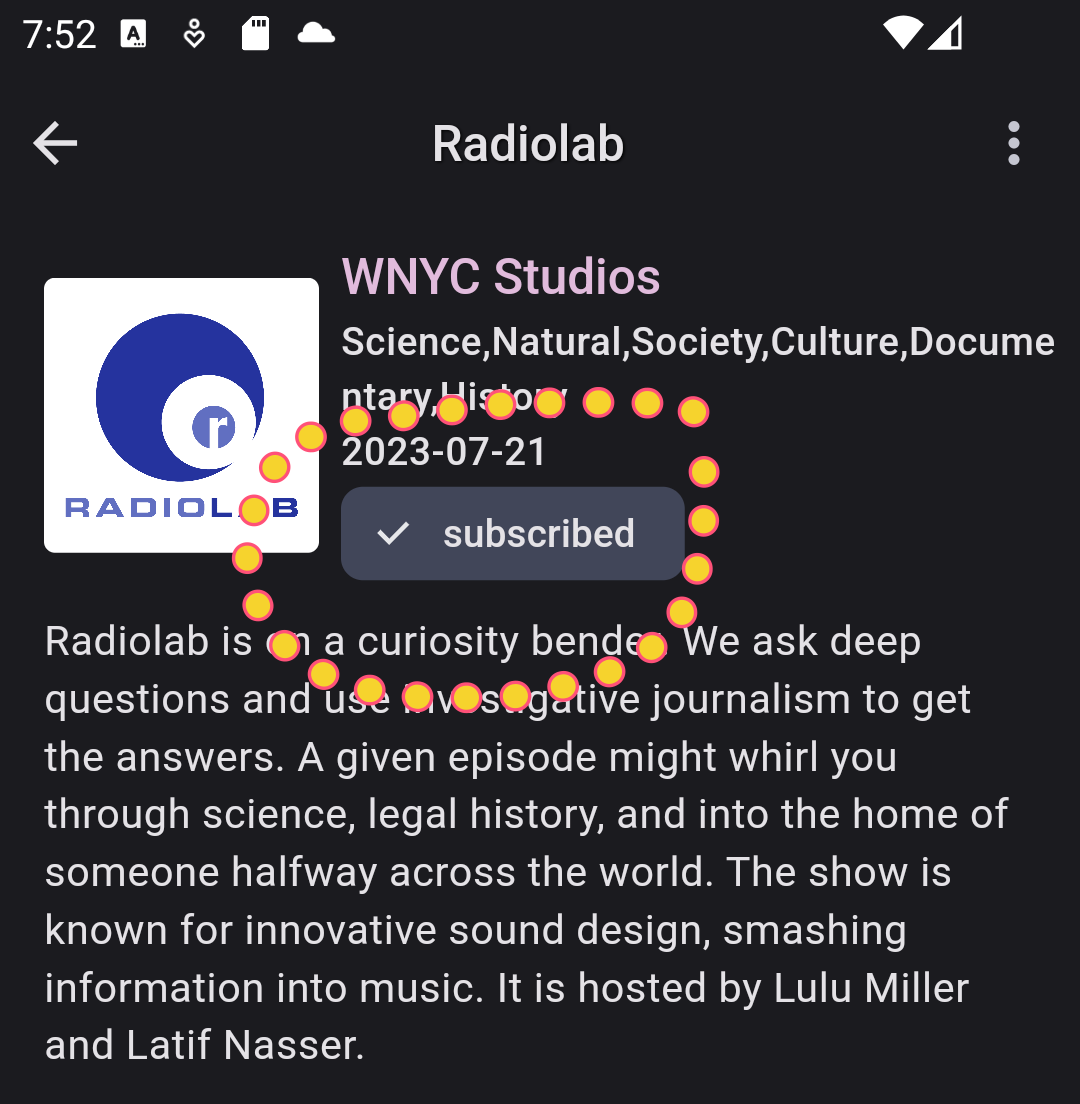 7:52
Radiolab
WNYC Studios
Science,Natural,Society,Culture,Docume
ntary,History
2023-07-21
r
RADIOLAB
subscribed
Radiolab is on a curiosity bender. We ask deep
questions and use investigative journalism to get
the answers. A given episode might whirl you
through science, legal history, and into the home of
someone halfway across the world. The show is
known for innovative sound design, smashing
information into music. It is hosted by Lulu Miller
and Latif Nasser.